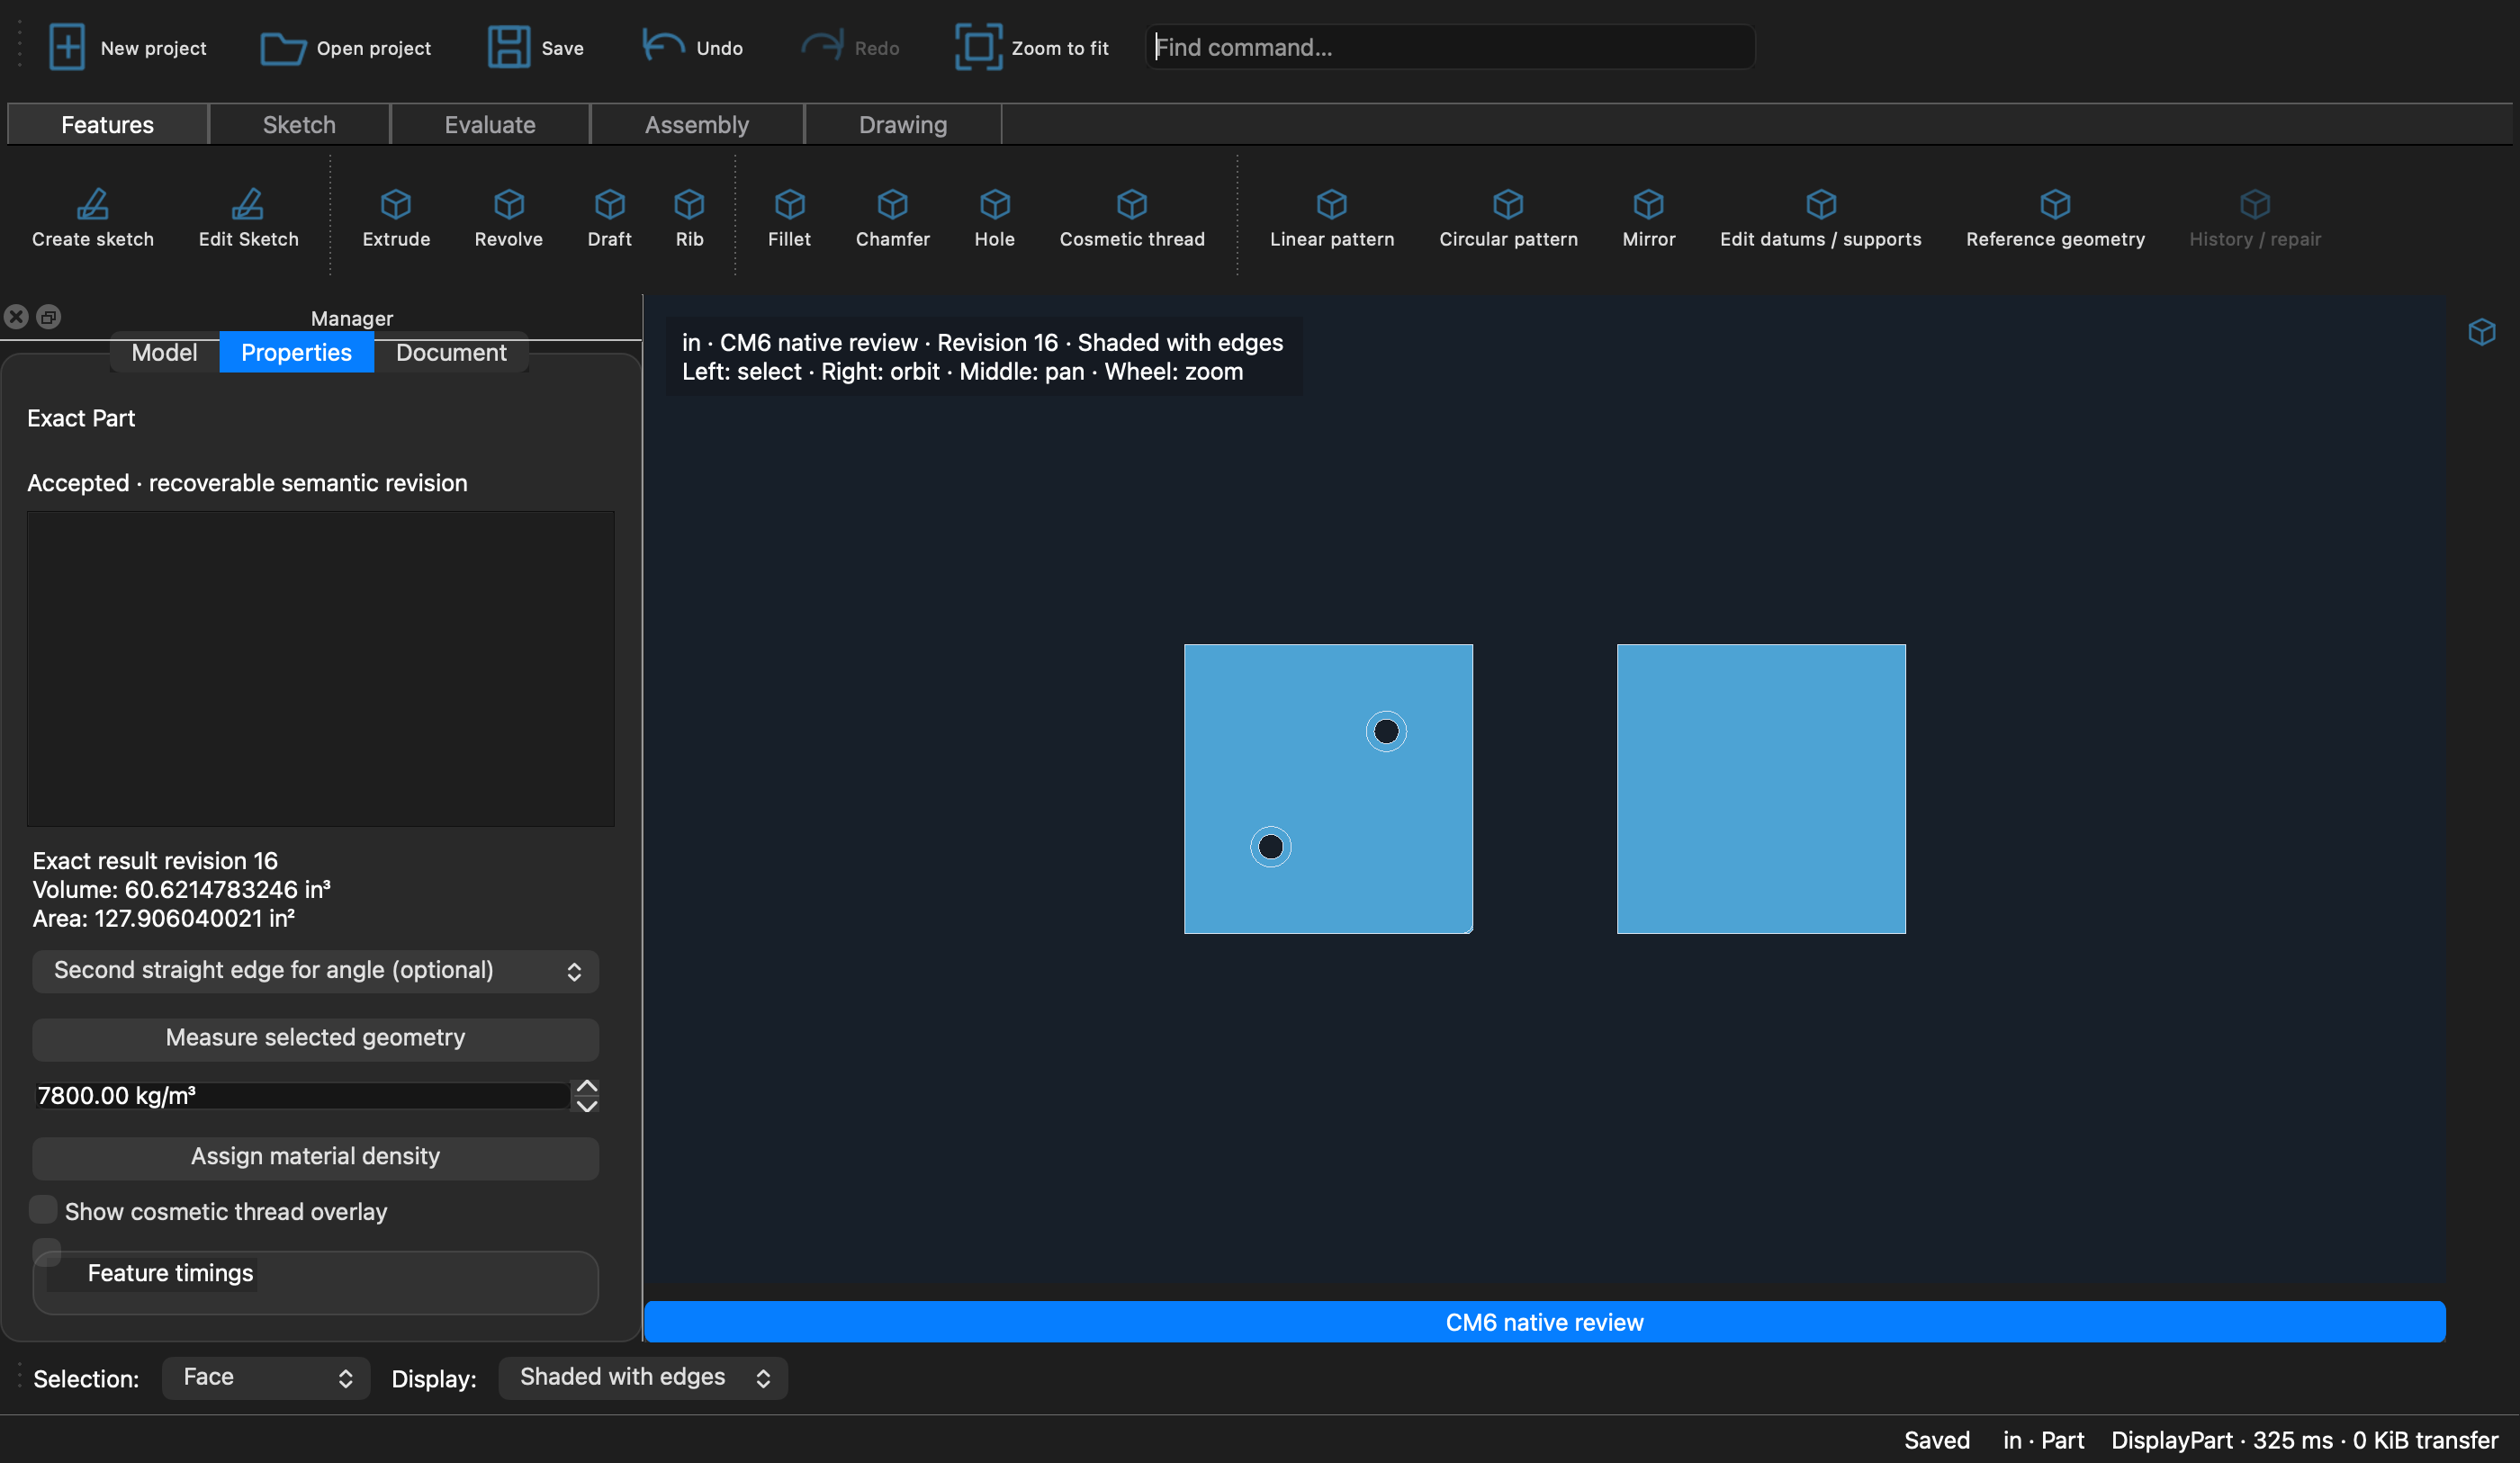 New project
Open project
Save
Undo
Redo
Zoom to fit
Find command...
Features
Sketch
Evaluate
Assembly
Drawing
Create sketch
Edit Sketch
Extrude
Revolve
Draft
Rib
Fillet
Chamfer
Hole
Cosmetic thread
Linear pattern
Circular pattern
Mirror
Edit datums / supports
Reference geometry
History / repair
Manager
Model
Properties
Document
Exact Part
Accepted · recoverable semantic revision
Exact result revision 16
Volume: 60.6214783246 in³
Area: 127.906040021 in²
Second straight edge for angle (optional)
Measure selected geometry
7800.00 kg/m³
Assign material density
Show cosmetic thread overlay
Feature timings
in · CM6 native review · Revision 16 · Shaded with edges
Left: select · Right: orbit · Middle: pan · Wheel: zoom
CM6 native review
Selection:
Face
Display:
Shaded with edges
Saved
in · Part
DisplayPart · 325 ms · 0 KiB transfer